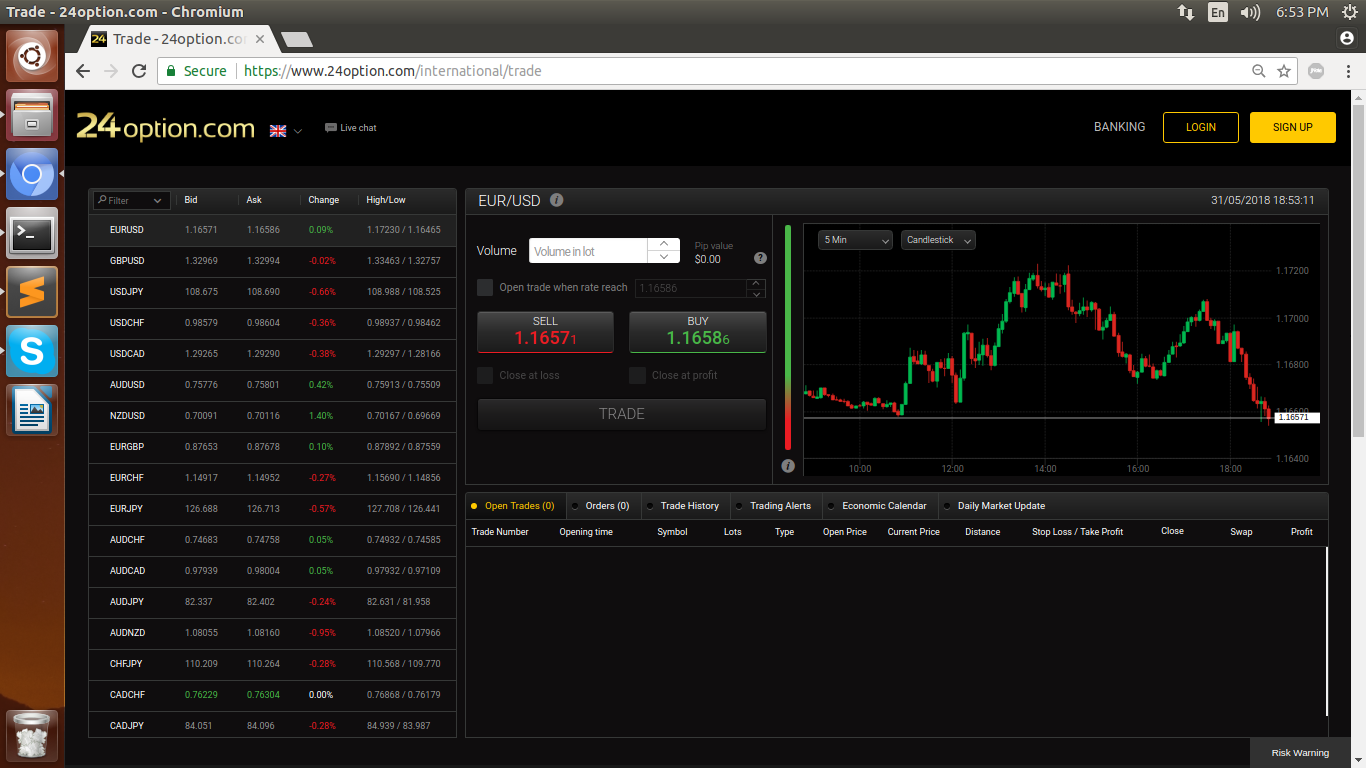 Trade - 24option.com - Chromium
En
6:53 PM
24 Trade - 24option.co
Secure https://www.24option.com/international/trade
24option.com
Live chat
BANKING
LOGIN
SIGN UP
Filter Bid Ask Change High/Low
EURUSD 1.16571 1.16586 0.09% 1.17230 / 1.16465
GBPUSD 1.32969 1.32994 -0.02% 1.33463 / 1.32757
USDJPY 108.675 108.690 -0.66% 108.988 / 108.525
USDCHF 0.98579 0.98604 -0.36% 0.98937 / 0.98462
USDCAD 1.29265 1.29290 -0.38% 1.29297 / 1.28166
AUDUSD 0.75776 0.75801 0.42% 0.75913 / 0.75509
NZDUSD 0.70091 0.70116 1.40% 0.70167 / 0.69669
EURGBP 0.87653 0.87678 0.10% 0.87892 / 0.87559
EURCHF 1.14917 1.14952 -0.27% 1.15690 / 1.14856
EURJPY 126.688 126.713 -0.57% 127.708 / 126.441
AUDCHF 0.74683 0.74758 0.05% 0.74932 / 0.74585
AUDCAD 0.97939 0.98004 0.05% 0.97932 / 0.97109
AUDJPY 82.337 82.402 -0.24% 82.631 / 81.958
AUDNZD 1.08055 1.08160 -0.95% 1.08520 / 1.07966
CHFJPY 110.209 110.264 -0.28% 110.568 / 109.770
CADCHF 0.76229 0.76304 0.00% 0.76868 / 0.76179
CADJPY 84.051 84.096 -0.28% 84.939 / 83.987
EUR/USD
31/05/2018 18:53:11
Volume
Volume in lot
Pip value
$0.00
?
Open trade when rate reach
1.16586
SELL
1.16571
BUY
1.16586
Close at loss
Close at profit
TRADE
5 Min
Candlestick
1.17200
1.17000
1.16800
1.16600
1.16571
1.16400
10:00 12:00 14:00 16:00 18:00
Open Trades (0) Orders (0) Trade History Trading Alerts Economic Calendar Daily Market Update
Trade Number Opening time Symbol Lots Type Open Price Current Price Distance Stop Loss / Take Profit Close Swap Profit
Risk Warning